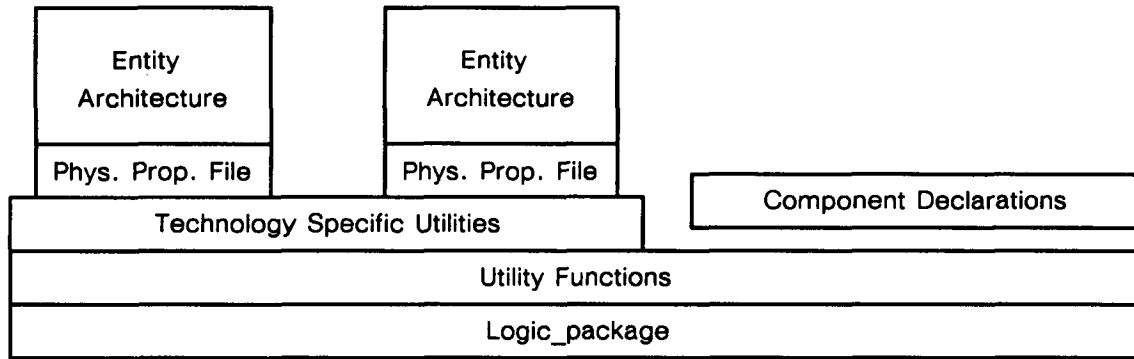 Entity
Architecture
Entity
Architecture
Phys. Prop. File
Phys. Prop. File
Component Declarations
Technology Specific Utilities
Utility Functions
Logic_package